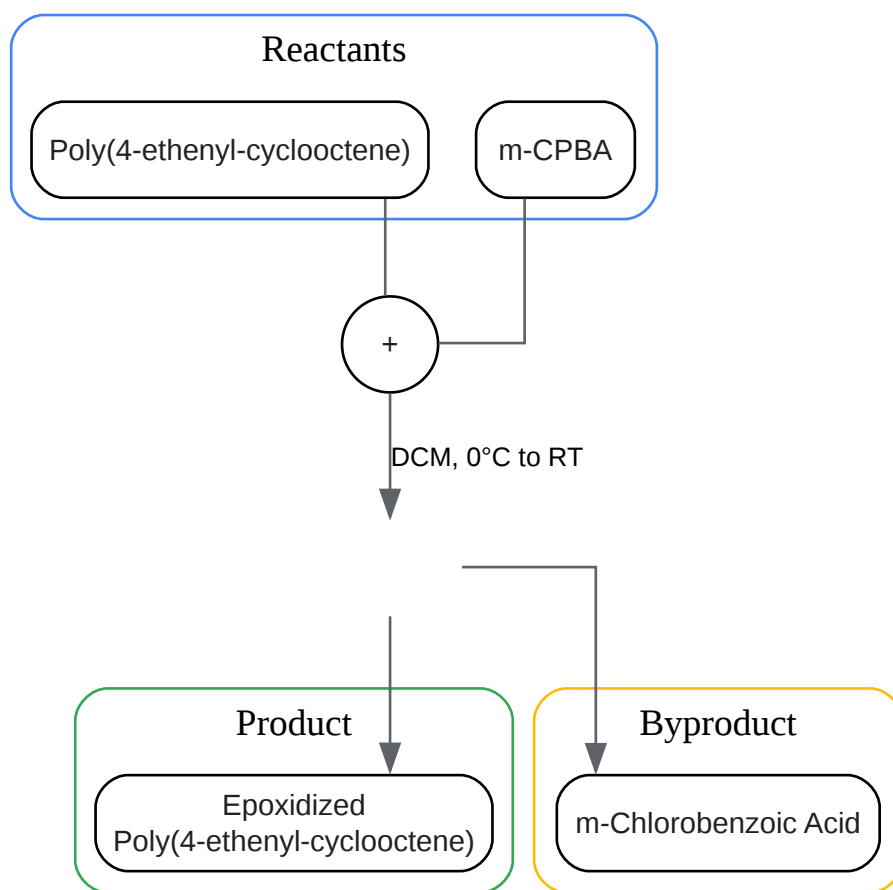 Reactants
Poly(4-ethenyl-cyclooctene)
m-CPBA
+
DCM, 0°C to RT
Product
Byproduct
Epoxidized
Poly(4-ethenyl-cyclooctene)
m-Chlorobenzoic Acid